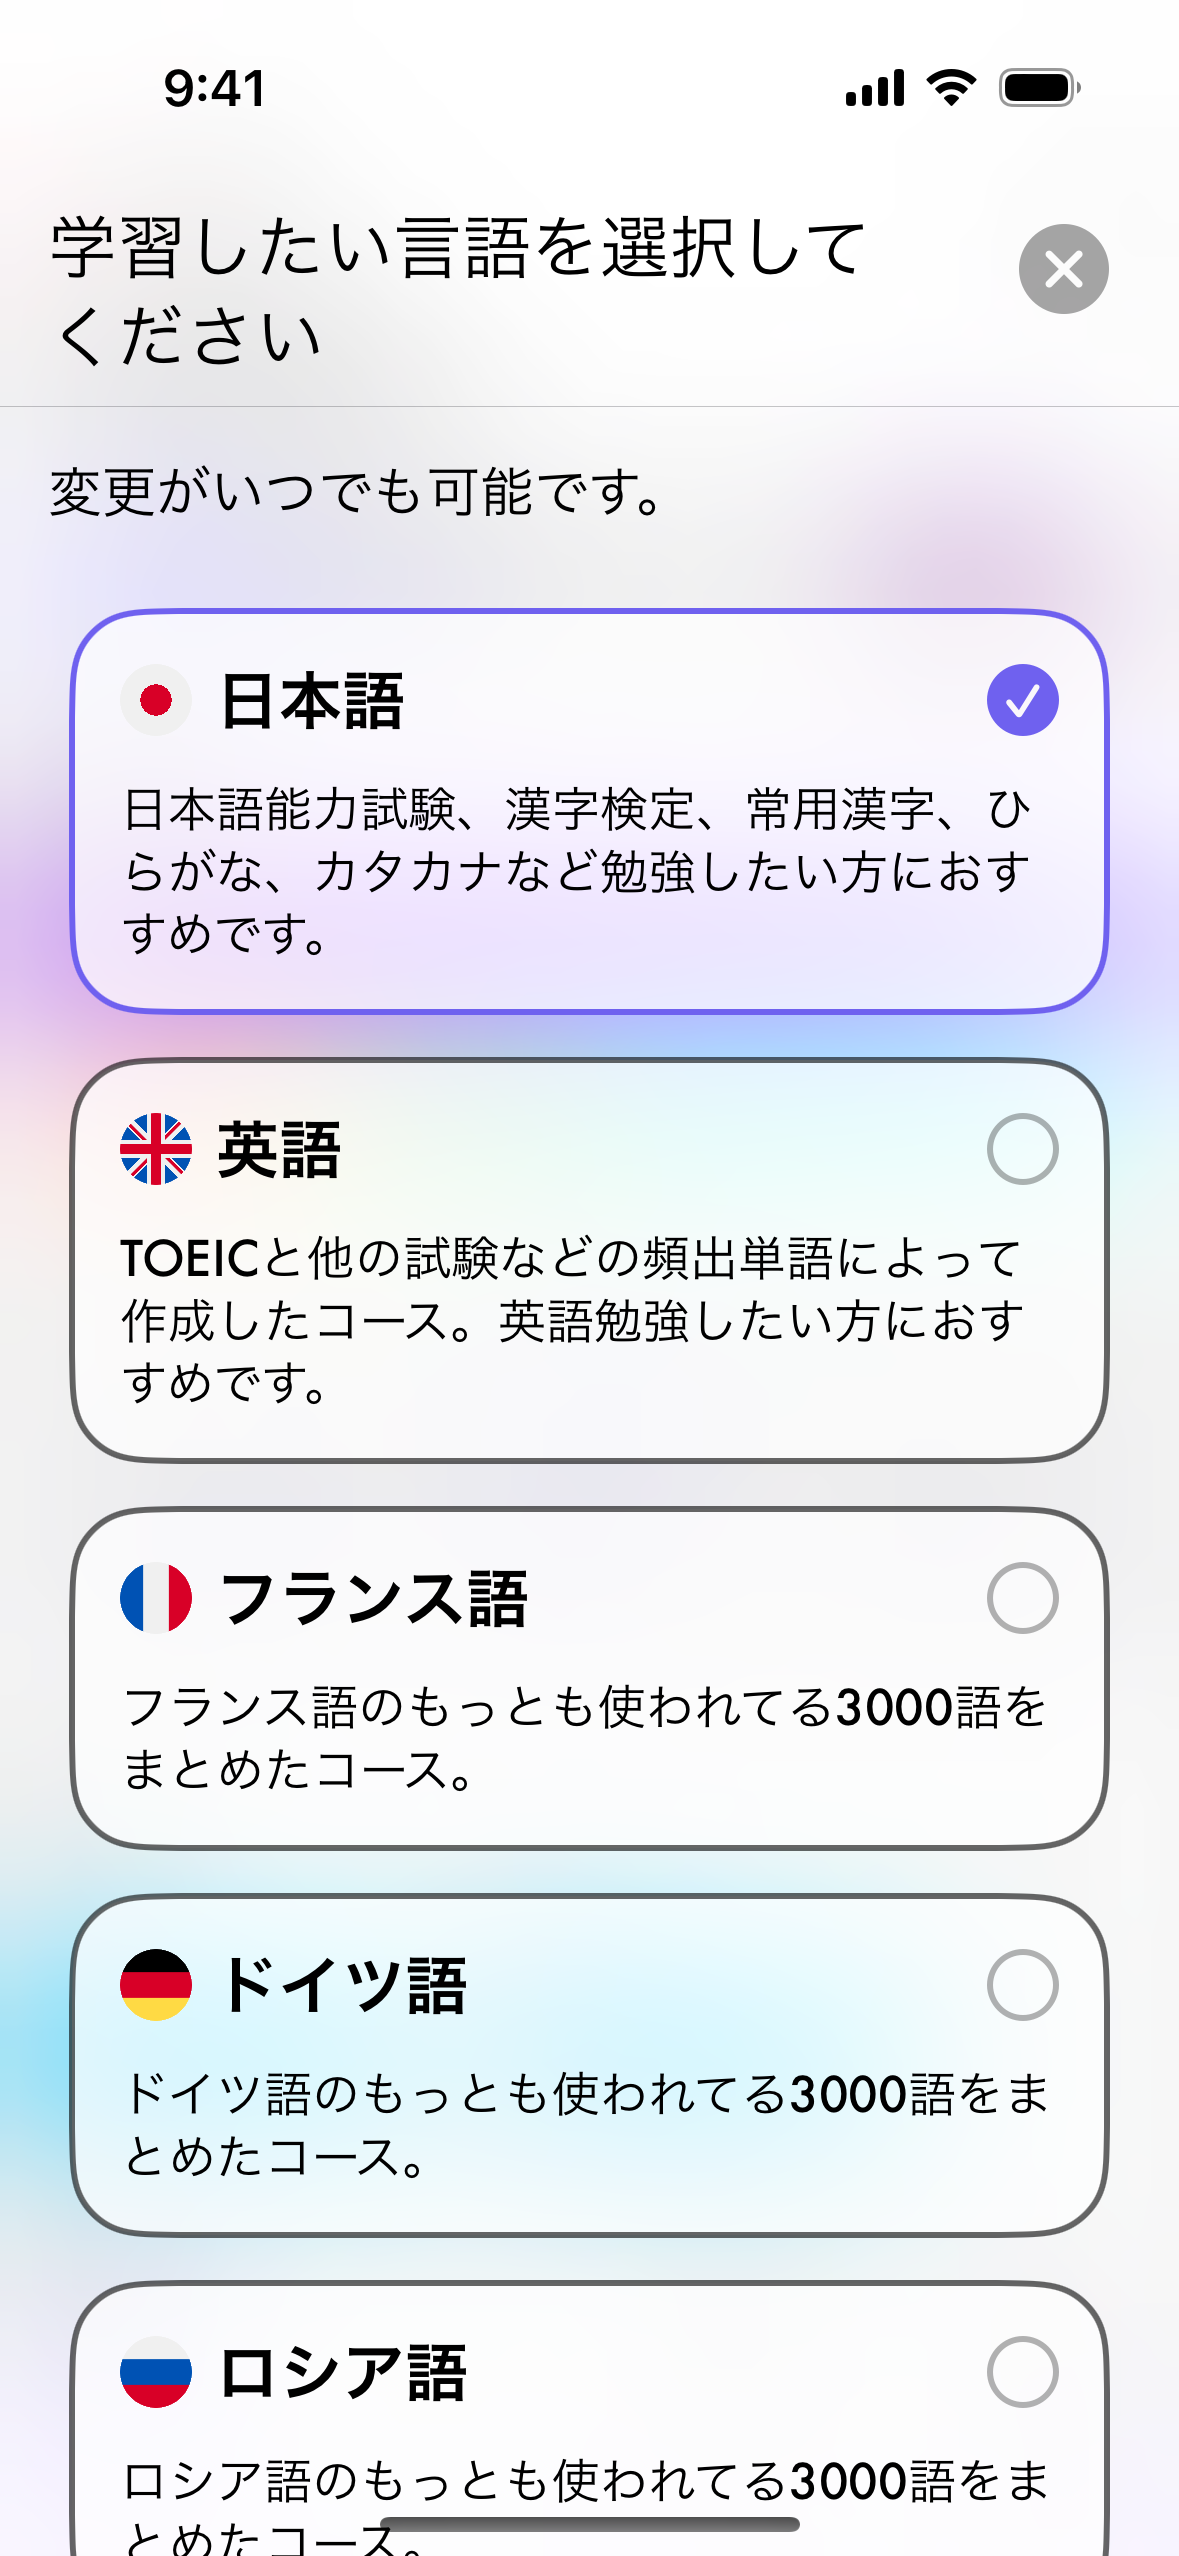 9:41
学習したい言語を選択して
ください
変更がいつでも可能です。
日本語
日本語能力試験、漢字検定、常用漢字、ひ
らがな、カタカナなど勉強したい方におす
すめです。
英語
TOEICと他の試験などの頻出単語によって
作成したコース。英語勉強したい方におす
すめです。
フランス語
フランス語のもっとも使われてる3000語を
まとめたコース。
ドイツ語
ドイツ語のもっとも使われてる3000語をま
とめたコース。
ロシア語
ロシア語のもっとも使われてる3000語をま
とめたコース。